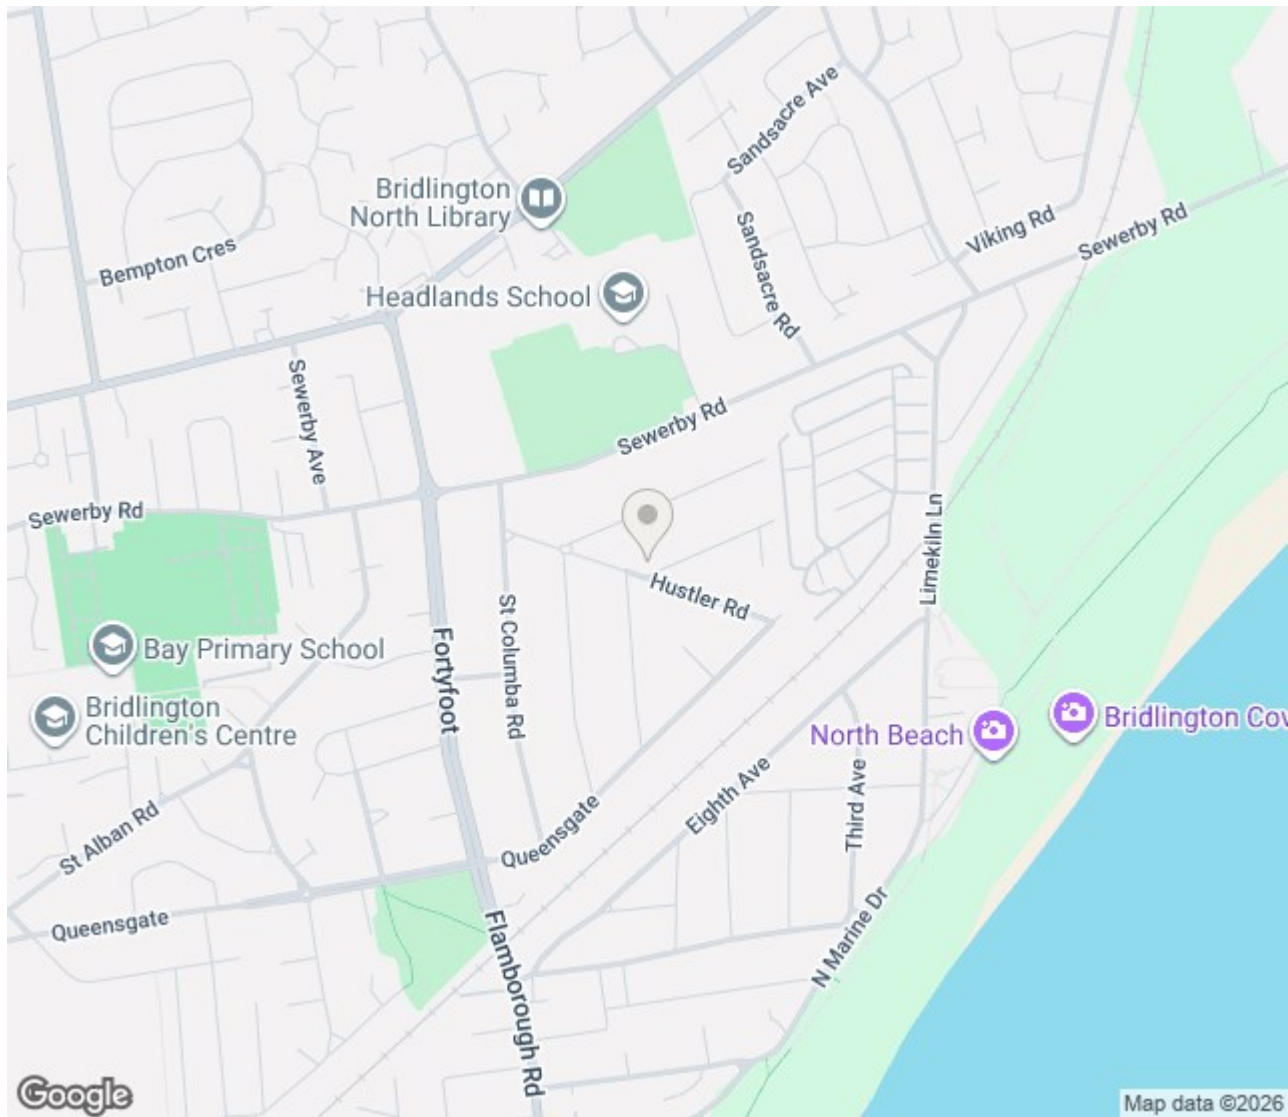 Sandsacre Ave
Bridlington
North Library
Sandsacre Rd
Viking Rd
Sewerby Rd
Bempton Cres
Headlands School
Sewerby Ave
Sewerby Rd
Sewerby Rd
Limekiln Ln
Hustler Rd
St Columba Rd
Fortyfoot
Bay Primary School
Bridlington
Children's Centre
North Beach
Bridlington Cov
Third Ave
Eighth Ave
Queensgate
St Alban Rd
Queensgate
N Marine Dr
Flamborough Rd
Google
Map data ©2026